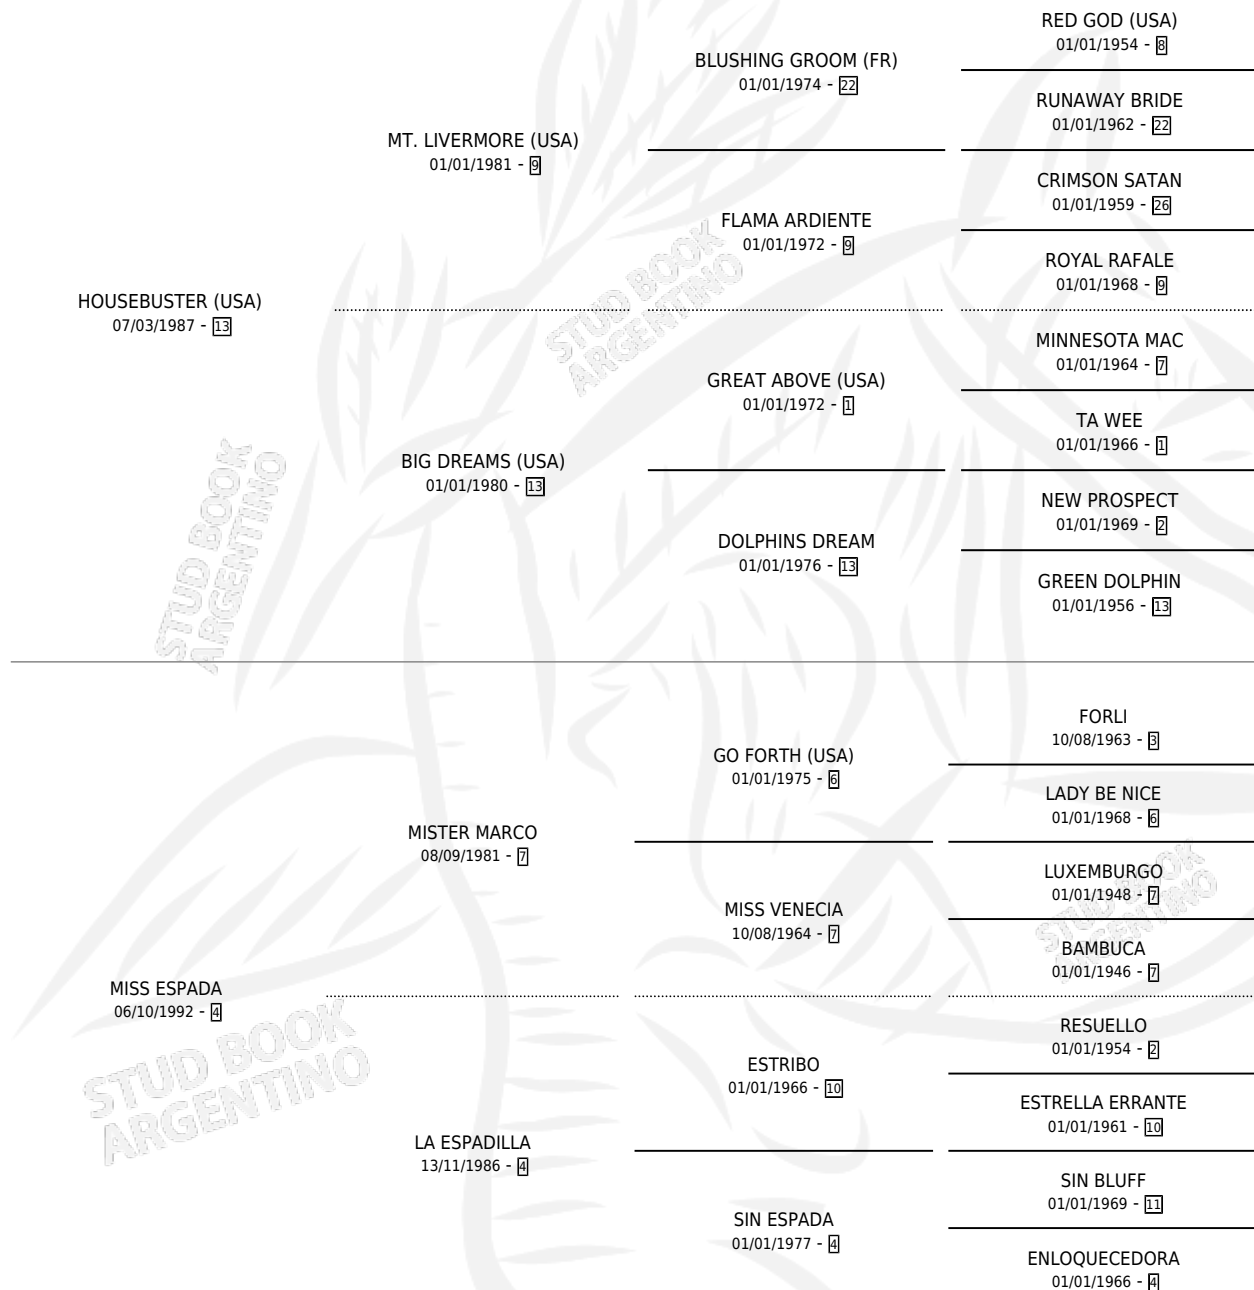 RED GOD (USA)
01/01/1954 - 8
BLUSHING GROOM (FR)
01/01/1974 - 22
RUNAWAY BRIDE
01/01/1962 - 22
MT. LIVERMORE (USA)
01/01/1981 - 9
CRIMSON SATAN
01/01/1959 - 26
FLAMA ARDIENTE
01/01/1972 - 9
ROYAL RAFALE
01/01/1968 - 9
HOUSEBUSTER (USA)
07/03/1987 - 13
MINNESOTA MAC
01/01/1964 - 7
GREAT ABOVE (USA)
01/01/1972 - 1
TA WEE
01/01/1966 - 1
BIG DREAMS (USA)
01/01/1980 - 13
NEW PROSPECT
01/01/1969 - 2
DOLPHINS DREAM
01/01/1976 - 13
GREEN DOLPHIN
01/01/1956 - 13
FORLI
10/08/1963 - 3
GO FORTH (USA)
01/01/1975 - 6
LADY BE NICE
01/01/1968 - 6
MISTER MARCO
08/09/1981 - 7
LUXEMBURGO
01/01/1948 - 7
MISS VENECIA
10/08/1964 - 7
BAMBUCA
01/01/1946 - 7
MISS ESPADA
06/10/1992 - 4
RESUELLO
01/01/1954 - 2
ESTRIBO
01/01/1966 - 10
ESTRELLA ERRANTE
01/01/1961 - 10
LA ESPADILLA
13/11/1986 - 4
SIN BLUFF
01/01/1969 - 11
SIN ESPADA
01/01/1977 - 4
ENLOQUECEDORA
01/01/1966 - 4
STUD BOOK
ARGENTINO
STUD BOOK
ARGENTINO
STUD BOOK
ARGENTINO
STUD BOOK
ARGENTINO